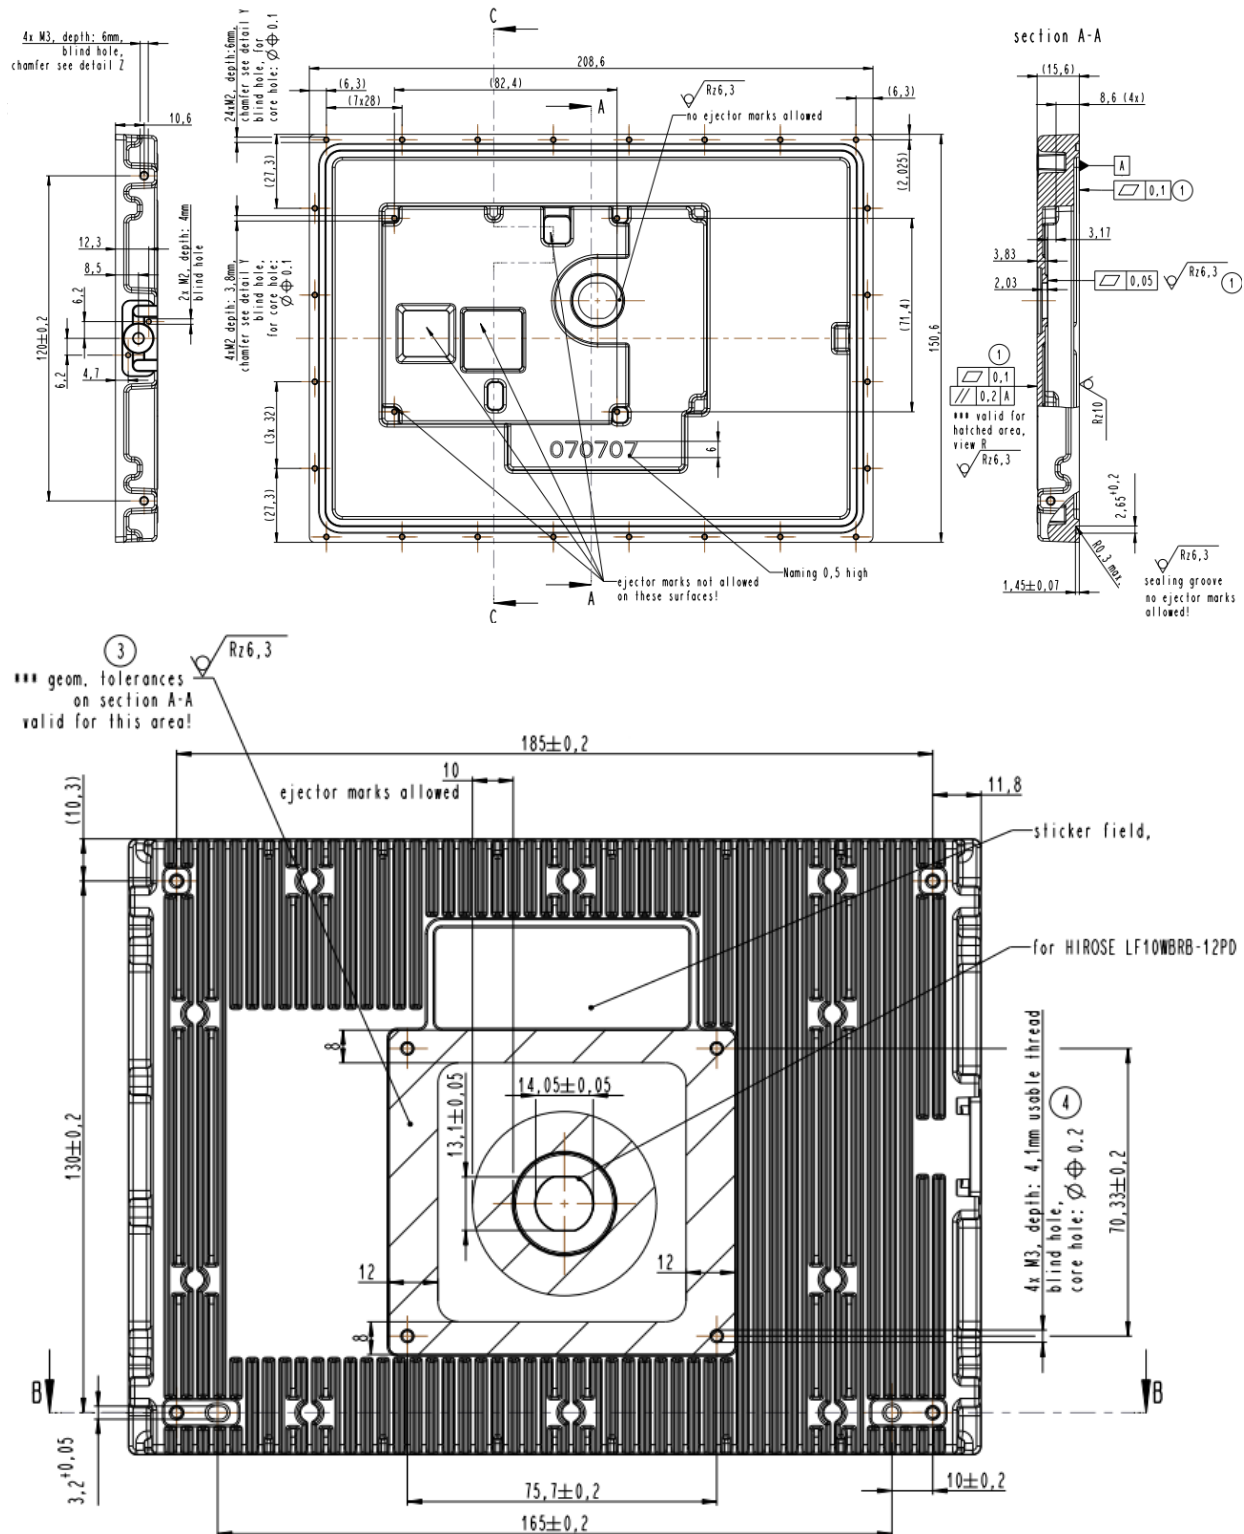 4x M3, depth: 6mm,
blind hole,
chamfer see detail Z
10,6
12,3
8,5
6,2
120±0,2
6,2
4,7
2x M2, depth: 4mm
blind hole
24xM2, depth:6mm,
chamfer see detail Y
blind hole, for
core hole: 0.1
C
208,6
(6,3)
(82,4)
(7x28)
A
Rz6,3
no ejector marks allowed
(6,3)
(27,3)
(2,025)
4xM2 depth: 3,8mm,
chamfer see detail Y
blind hole,
for core hole:
0.1
(71,4)
150,6
(3x 32)
(27,3)
070707
6
ejector marks not allowed
on these surfaces!
Naming 0,5 high
A
C
section A-A
(15,6)
8,6 (4x)
A
0,1 1
3,17
3,83
0,05 Rz6,3 1
2,03
1
0,1
// 0,2 A
*** valid for
hatched area,
view R
Rz6,3
Rz10
2,65+0,2
R0,3 max.
1,45±0,07
Rz6,3
sealing groove
no ejector marks
allowed!
3
Rz6,3
*** geom. tolerances
on section A-A
valid for this area!
185±0,2
10
ejector marks allowed
11,8
(10,3)
sticker field,
for HIROSE LF10WBRB-12PD
8
14,05±0,05
13,1±0,05
130±0,2
12
12
8
4x M3, depth: 4,1mm usable thread
blind hole,
core hole: 0.2
4
70,33±0,2
B
B
3,2+0,05
75,7±0,2
10±0,2
165±0,2